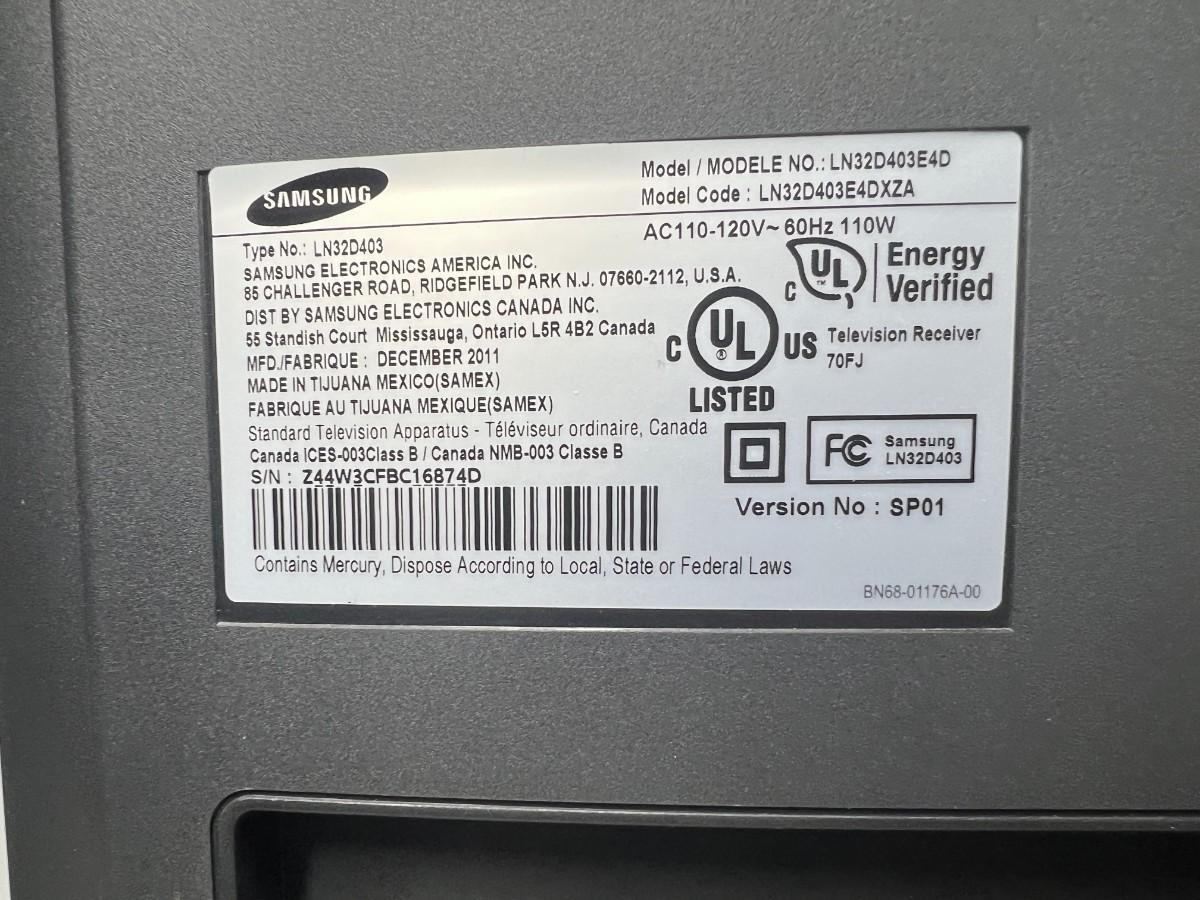 SAMSUNG
Model / MODELE NO.: LN32D403E4D
Model Code : LN32D403E4DXZA
AC110-120V~ 60Hz 110W
Type No.: LN32D403
SAMSUNG ELECTRONICS AMERICA INC.
85 CHALLENGER ROAD, RIDGEFIELD PARK N.J. 07660-2112, U.S.A.
DIST BY SAMSUNG ELECTRONICS CANADA INC.
55 Standish Court Mississauga, Ontario L5R 4B2 Canada
MFD./FABRIQUE : DECEMBER 2011
MADE IN TIJUANA MEXICO(SAMEX)
FABRIQUE AU TIJUANA MEXIQUE(SAMEX)
Standard Television Apparatus - Téléviseur ordinaire, Canada
Canada ICES-003Class B / Canada NMB-003 Classe B
S/N : Z44W3CFBC16874D
Contains Mercury, Dispose According to Local, State or Federal Laws
C UL ™
Energy
Verified
C UL ® US
LISTED
Television Receiver
70FJ
FC
Samsung
LN32D403
Version No : SP01
BN68-01176A-00